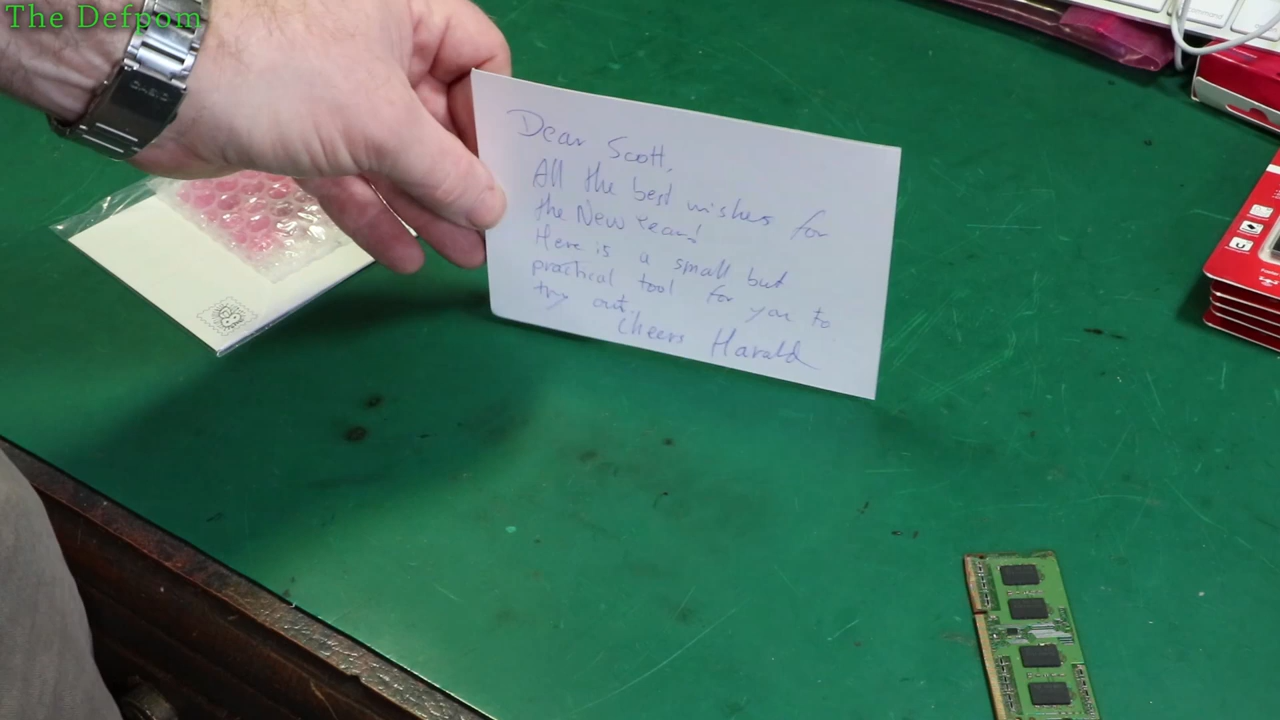 The Defpom
CASIO
Dear Scott,
All the best wishes for
the New Year!
Here is a small but
practical tool for you to
try out.
Cheers Harald